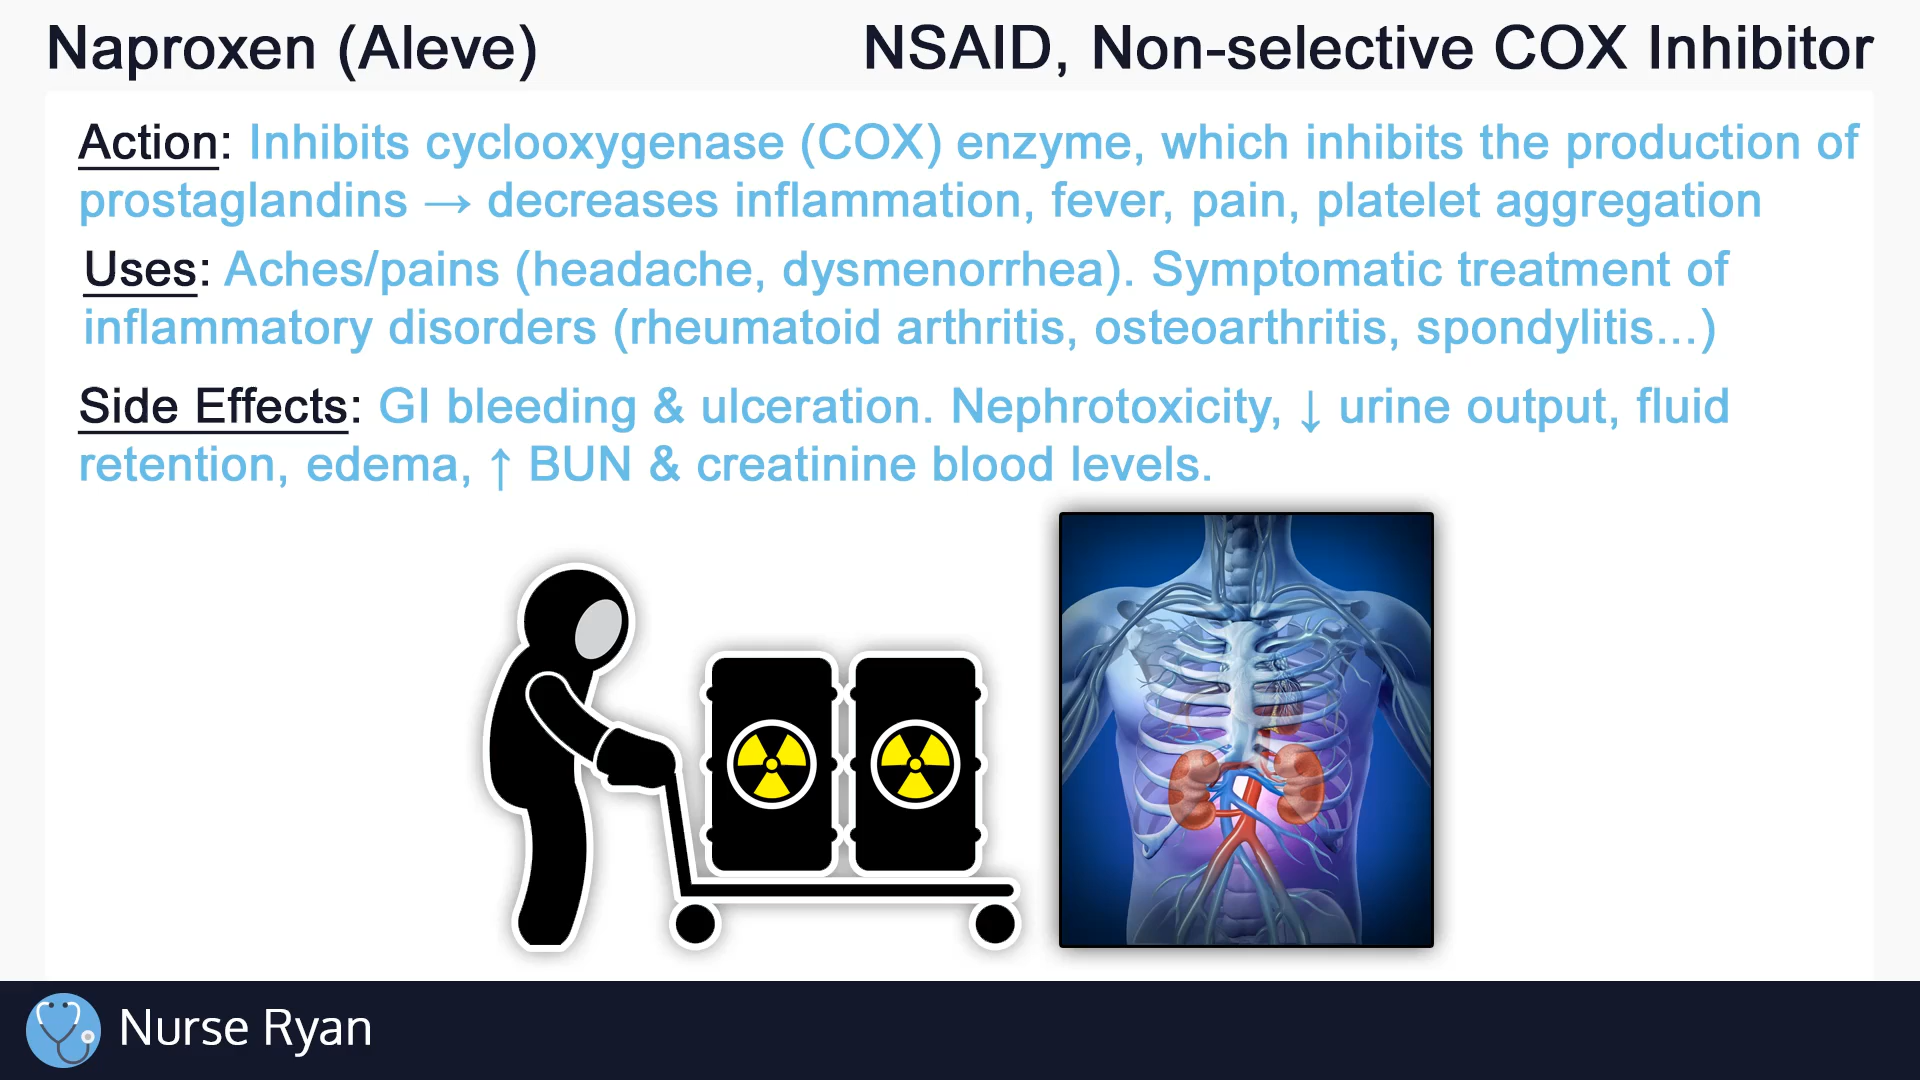 Naproxen (Aleve)
NSAID, Non-selective COX Inhibitor
Action: Inhibits cyclooxygenase (COX) enzyme, which inhibits the production of
prostaglandins → decreases inflammation, fever, pain, platelet aggregation
Uses: Aches/pains (headache, dysmenorrhea). Symptomatic treatment of
inflammatory disorders (rheumatoid arthritis, osteoarthritis, spondylitis...)
Side Effects: GI bleeding & ulceration. Nephrotoxicity, ↓ urine output, fluid
retention, edema, ↑ BUN & creatinine blood levels.
Nurse Ryan